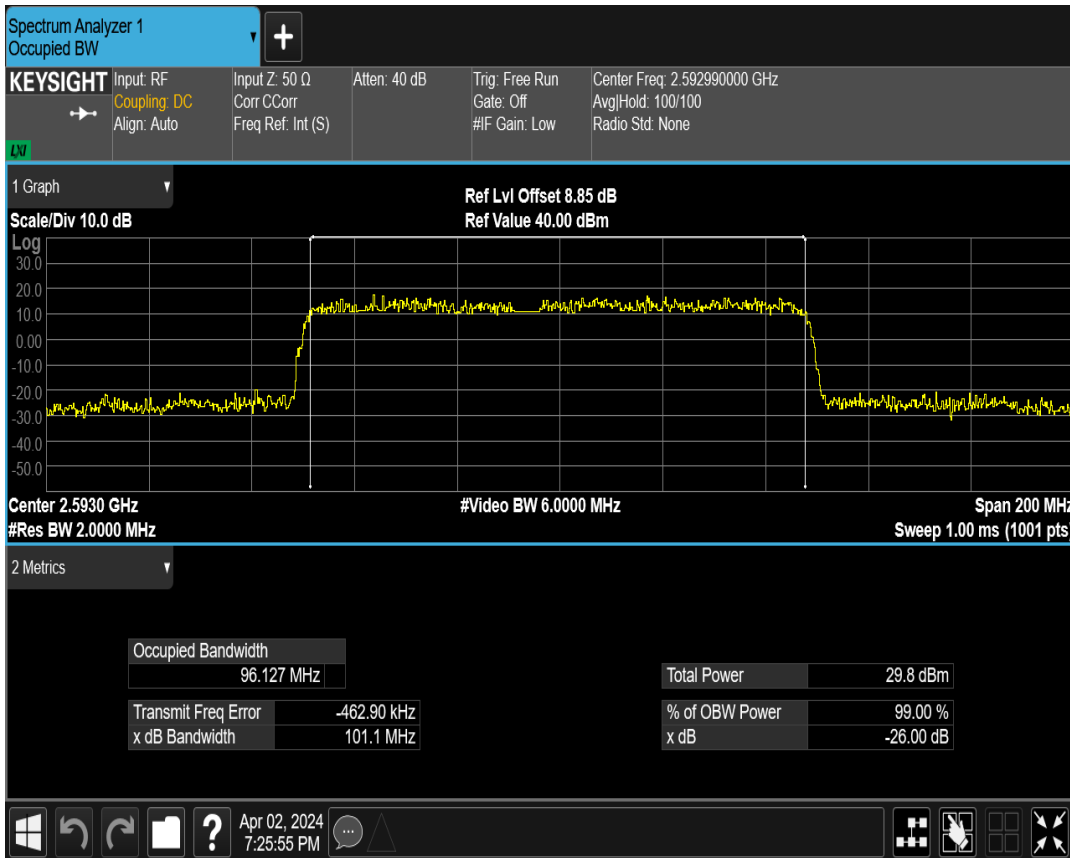 Spectrum Analyzer 1
Occupied BW
+
KEYSIGHT
LXI
Input: RF
Coupling: DC
Align: Auto
Input Z: 50 Ω
Corr CCorr
Freq Ref: Int (S)
Atten: 40 dB
Trig: Free Run
Gate: Off
#IF Gain: Low
Center Freq: 2.592990000 GHz
Avg|Hold: 100/100
Radio Std: None
1 Graph
Scale/Div 10.0 dB
Ref Lvl Offset 8.85 dB
Ref Value 40.00 dBm
Log
30.0
20.0
10.0
0.00
-10.0
-20.0
-30.0
-40.0
-50.0
Center 2.5930 GHz
#Video BW 6.0000 MHz
Span 200 MHz
#Res BW 2.0000 MHz
Sweep 1.00 ms (1001 pts)
2 Metrics
Occupied Bandwidth
96.127 MHz
Total Power 29.8 dBm
Transmit Freq Error -462.90 kHz
% of OBW Power 99.00 %
x dB Bandwidth 101.1 MHz
x dB -26.00 dB
?
Apr 02, 2024
7:25:55 PM